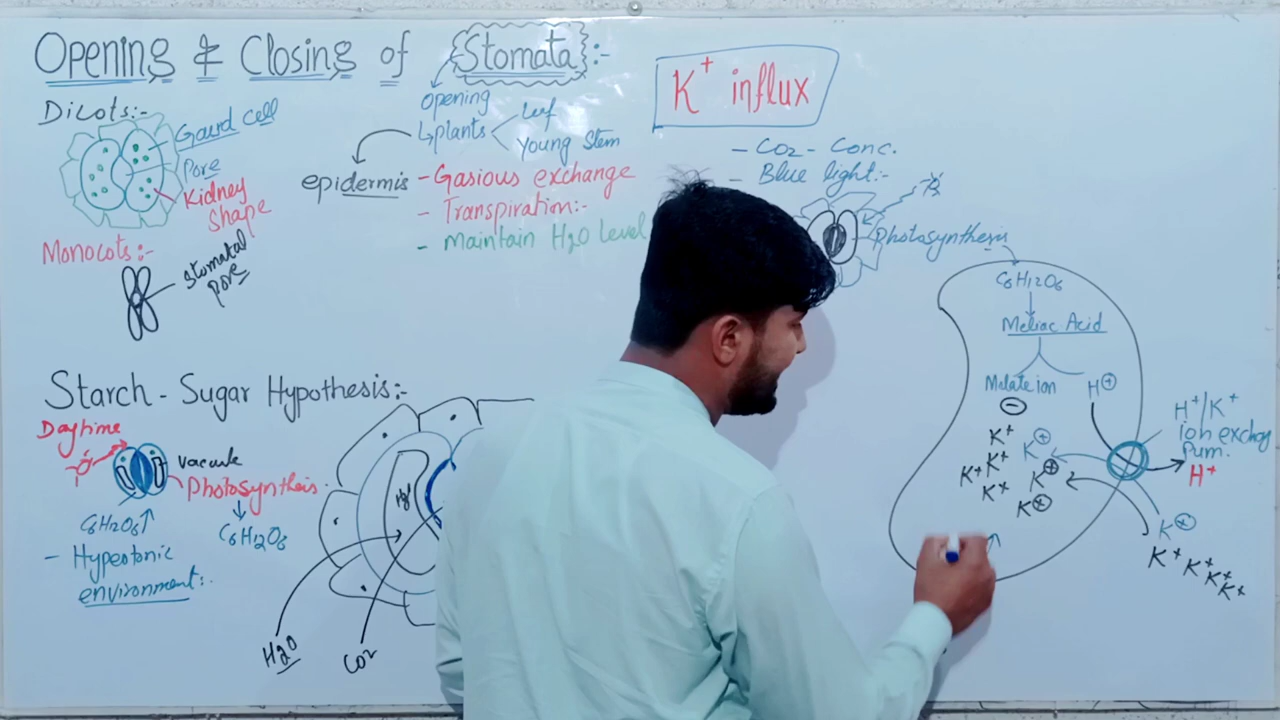 Opening & Closing of Stomata:-
Dicots:-
Gaurd cell
Pore
Kidney
Shape
Monocots:-
stomatal
pore
opening
↳plants
leaf
Young Stem
epidermis
- Gasious exchange
- Transpiration:-
- Maintain H2O Level
Starch - Sugar Hypothesis:-
Daytime
vacuole
Photosynthesis
C6H12O6↑
C6H12O6
- Hypertonic
environment:-
H2O
CO2
K+ influx
- CO2 - Conc.
- Blue light:-
Photosynthesis
C6H12O6
Meliac Acid
Malate ion
H+
K+
K+
K+ K+
K+
K+
K+
K+
H+/K+
Ion exchang
Pum.
H+
K+
K+ K+ K+
K+